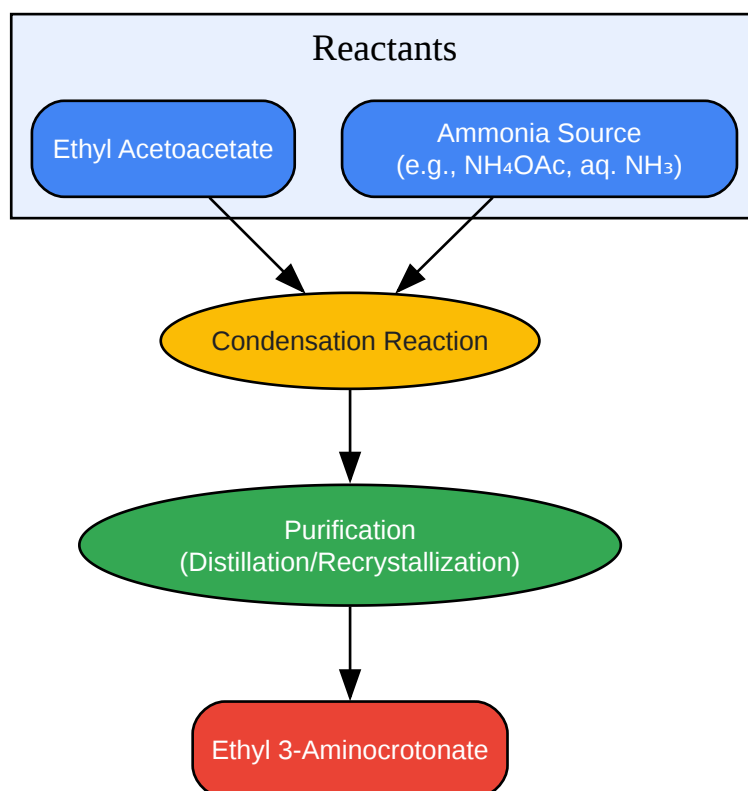 Reactants
Ethyl Acetoacetate
Ammonia Source
(e.g., NH₄OAc, aq. NH₃)
Condensation Reaction
Purification
(Distillation/Recrystallization)
Ethyl 3-Aminocrotonate